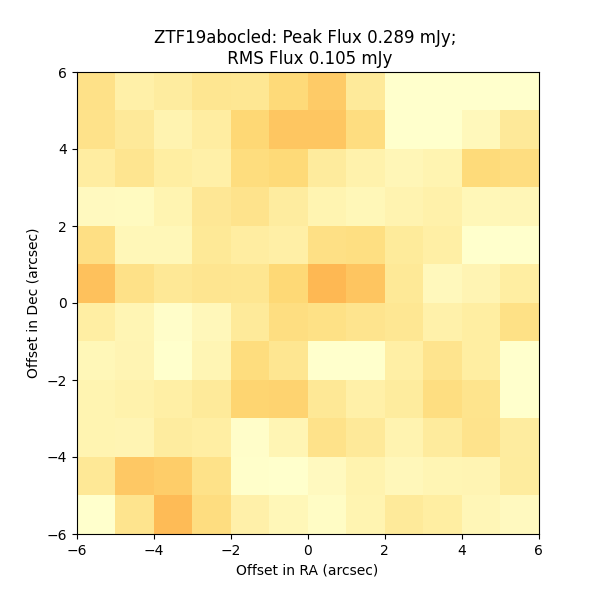 ZTF19abocled: Peak Flux 0.289 mJy;
RMS Flux 0.105 mJy
6
4
2
0
−2
−4
−6
Offset in Dec (arcsec)
−6 −4 −2 0 2 4 6
Offset in RA (arcsec)